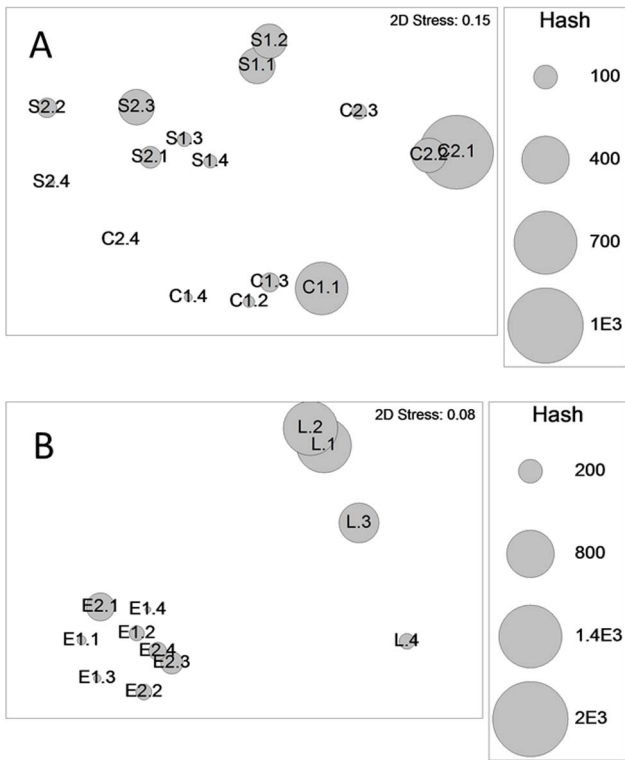 A
2D Stress: 0.15
S1.2
S1.1
S2.2
S2.3
C2.3
S1.3
S2.1
S1.4
C2.2
C2.1
S2.4
C2.4
C1.3
C1.1
C1.4
C1.2
Hash
100
400
700
1E3
B
2D Stress: 0.08
L.2
L.1
L.3
E2.1
E1.4
E1.1
E1.2
L.4
E2.4
E2.3
E1.3
E2.2
Hash
200
800
1.4E3
2E3